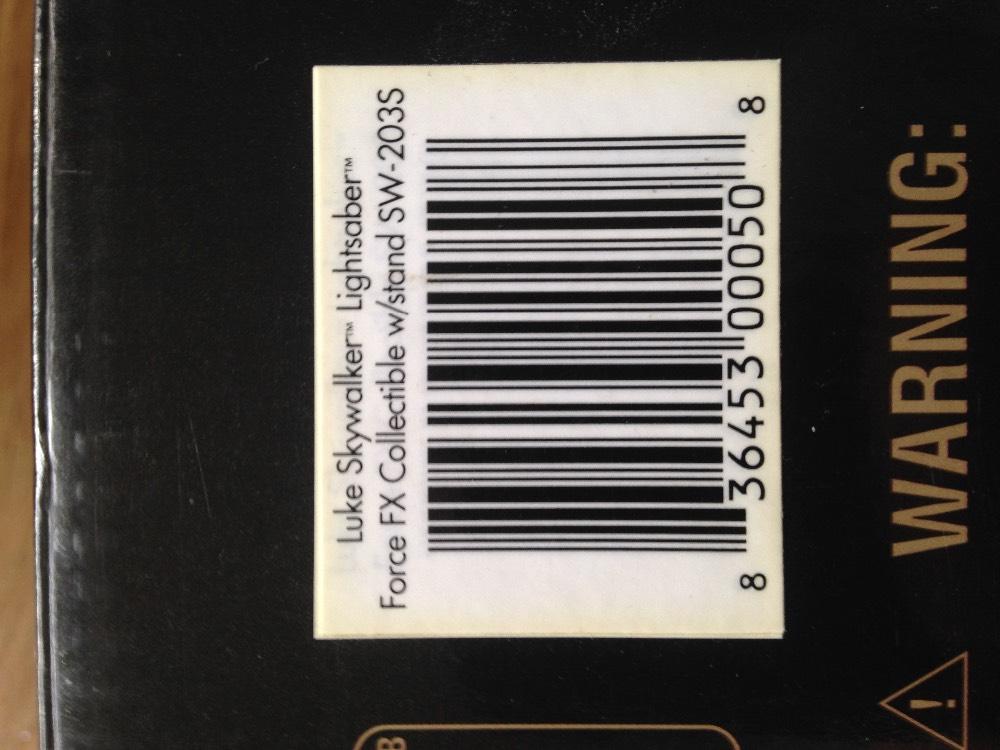 Luke Skywalker™ Lightsaber™
Force FX Collectible w/stand SW-203S
8 36453 00050 8
WARNING:
B